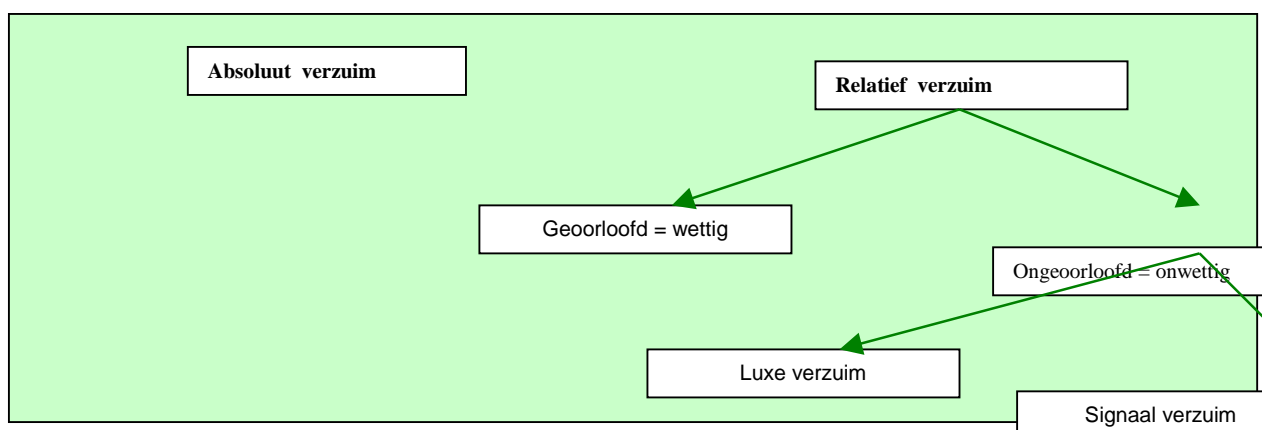 Absoluut verzuim
Relatief verzuim
Geoorloofd = wettig
Ongeoorloofd = onwettig
Luxe verzuim
Signaal verzuim